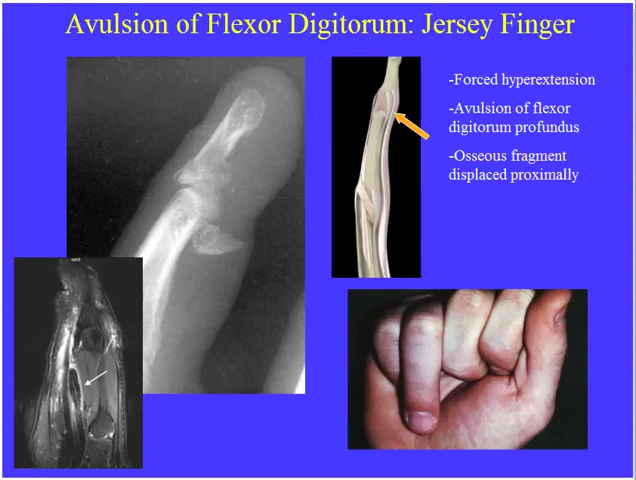 Avulsion of Flexor Digitorum: Jersey Finger
-Forced hyperextension
-Avulsion of flexor
digitorum profundus
-Osseous fragment
displaced proximally